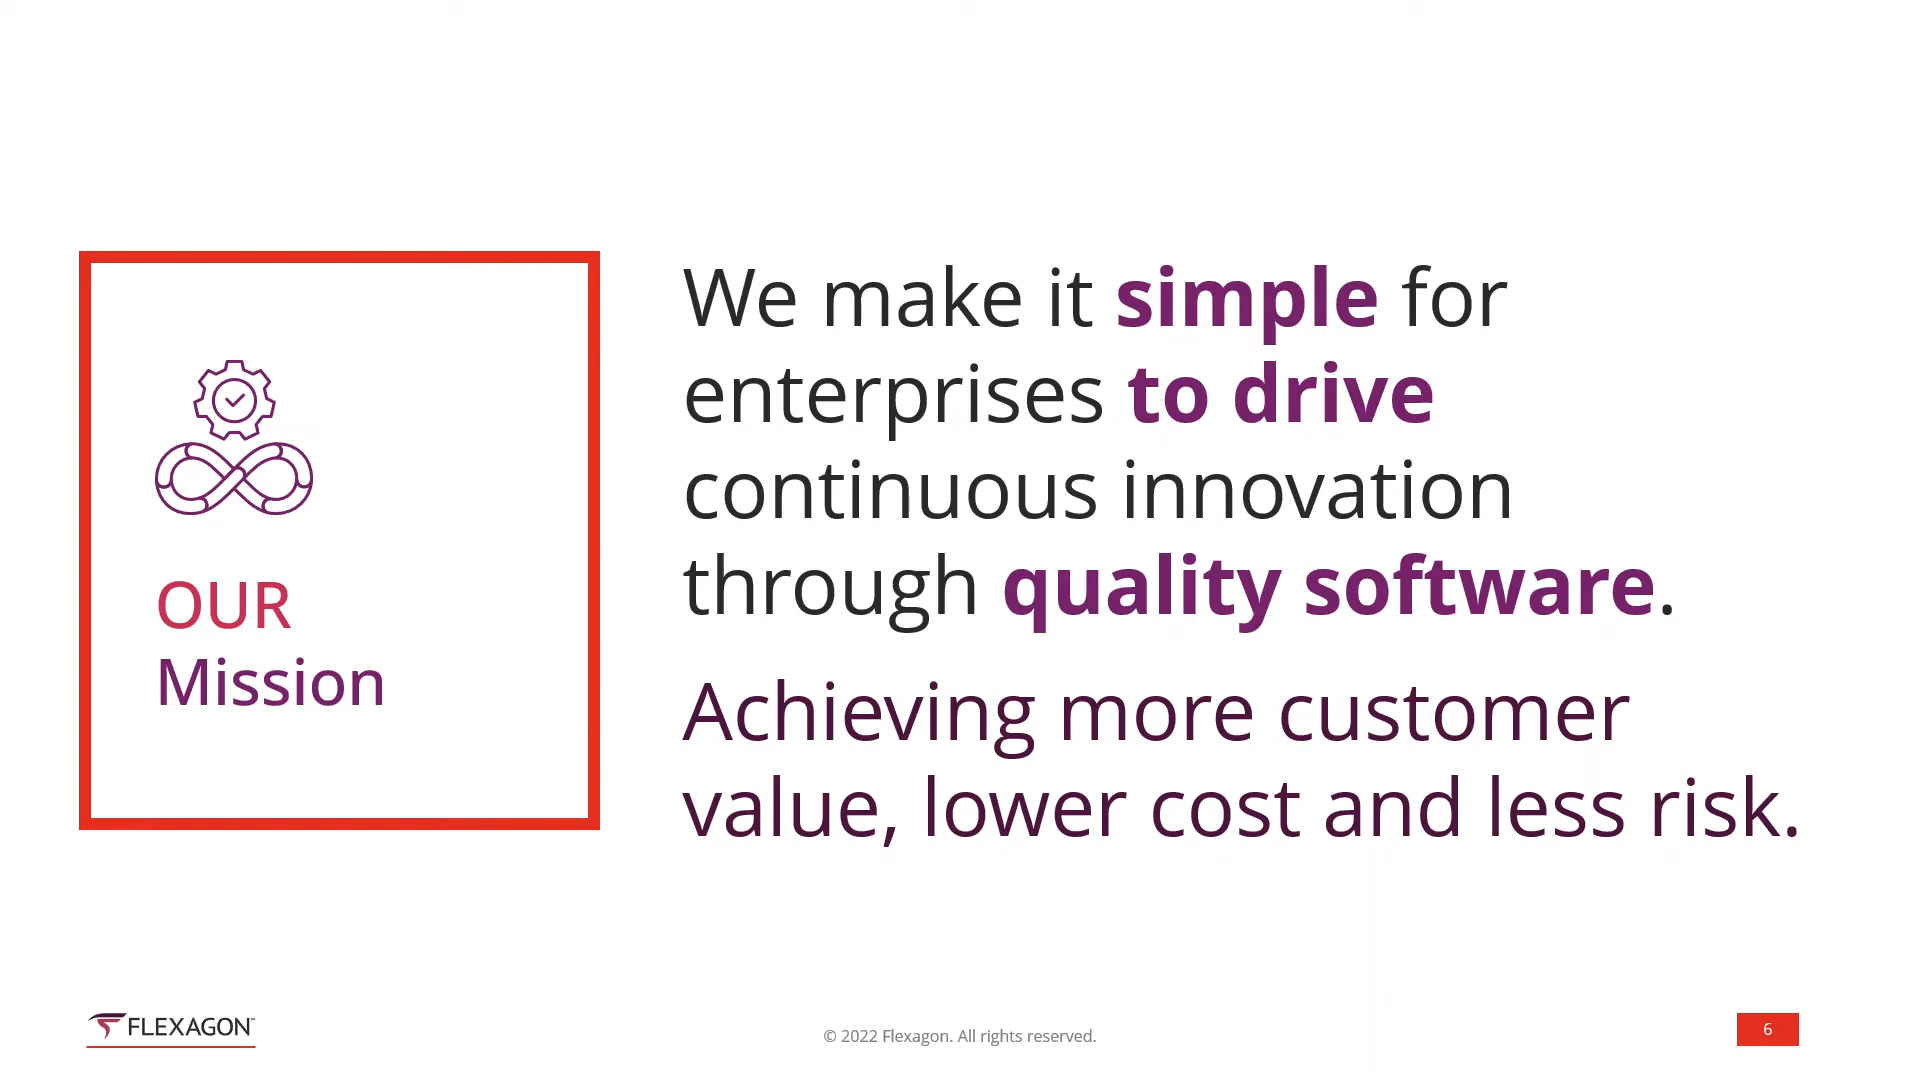 We make it simple for
enterprises to drive
continuous innovation
through quality software.
Achieving more customer
value, lower cost and less risk.
OUR
Mission
FLEXAGON™
© 2022 Flexagon. All rights reserved.
6